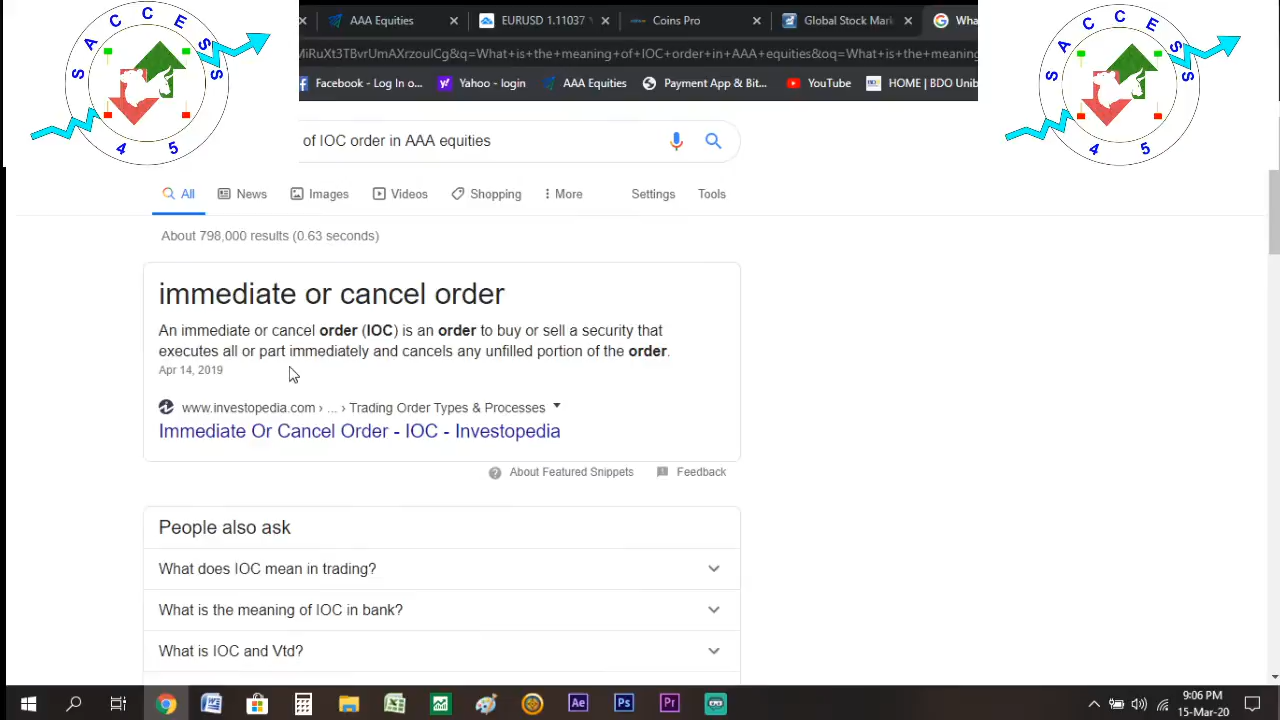 SACCESS
45
AAA Equities
EURUSD 1.11037
Coins Pro
Global Stock Mark
Wha
SACCESS
45
MiRuXt3TBvrUmAXrzouICg&q=What+is+the+meaning+of+IOC+order+in+AAA+equities&oq=What+is+the+meaning
Facebook - Log In o...
Yahoo - login
AAA Equities
Payment App & Bit...
YouTube
HOME | BDO Unib
of IOC order in AAA equities
All
News
Images
Videos
Shopping
More
Settings
Tools
About 798,000 results (0.63 seconds)
immediate or cancel order
An immediate or cancel order (IOC) is an order to buy or sell a security that
executes all or part immediately and cancels any unfilled portion of the order.
Apr 14, 2019
www.investopedia.com › ... › Trading Order Types & Processes
Immediate Or Cancel Order - IOC - Investopedia
About Featured Snippets
Feedback
People also ask
What does IOC mean in trading?
What is the meaning of IOC in bank?
What is IOC and Vtd?
Ae
Ps
Pr
9:06 PM
15-Mar-20